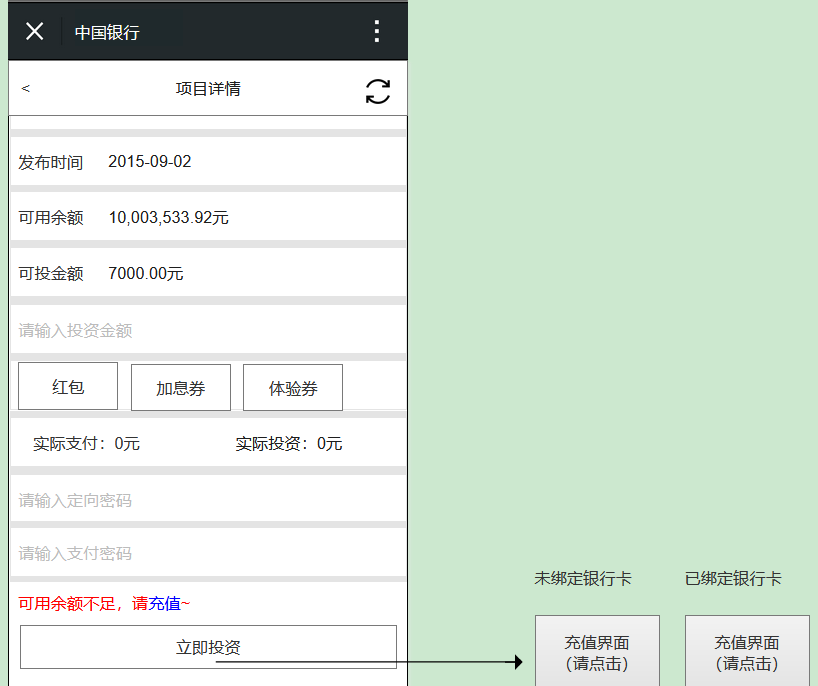 中国银行
< 项目详情
发布时间 2015-09-02
可用余额 10,003,533.92元
可投金额 7000.00元
请输入投资金额
红包 加息券 体验券
实际支付：0元 实际投资：0元
请输入定向密码
请输入支付密码
可用余额不足，请充值~
立即投资
未绑定银行卡 已绑定银行卡
充值界面
（请点击）
充值界面
（请点击）